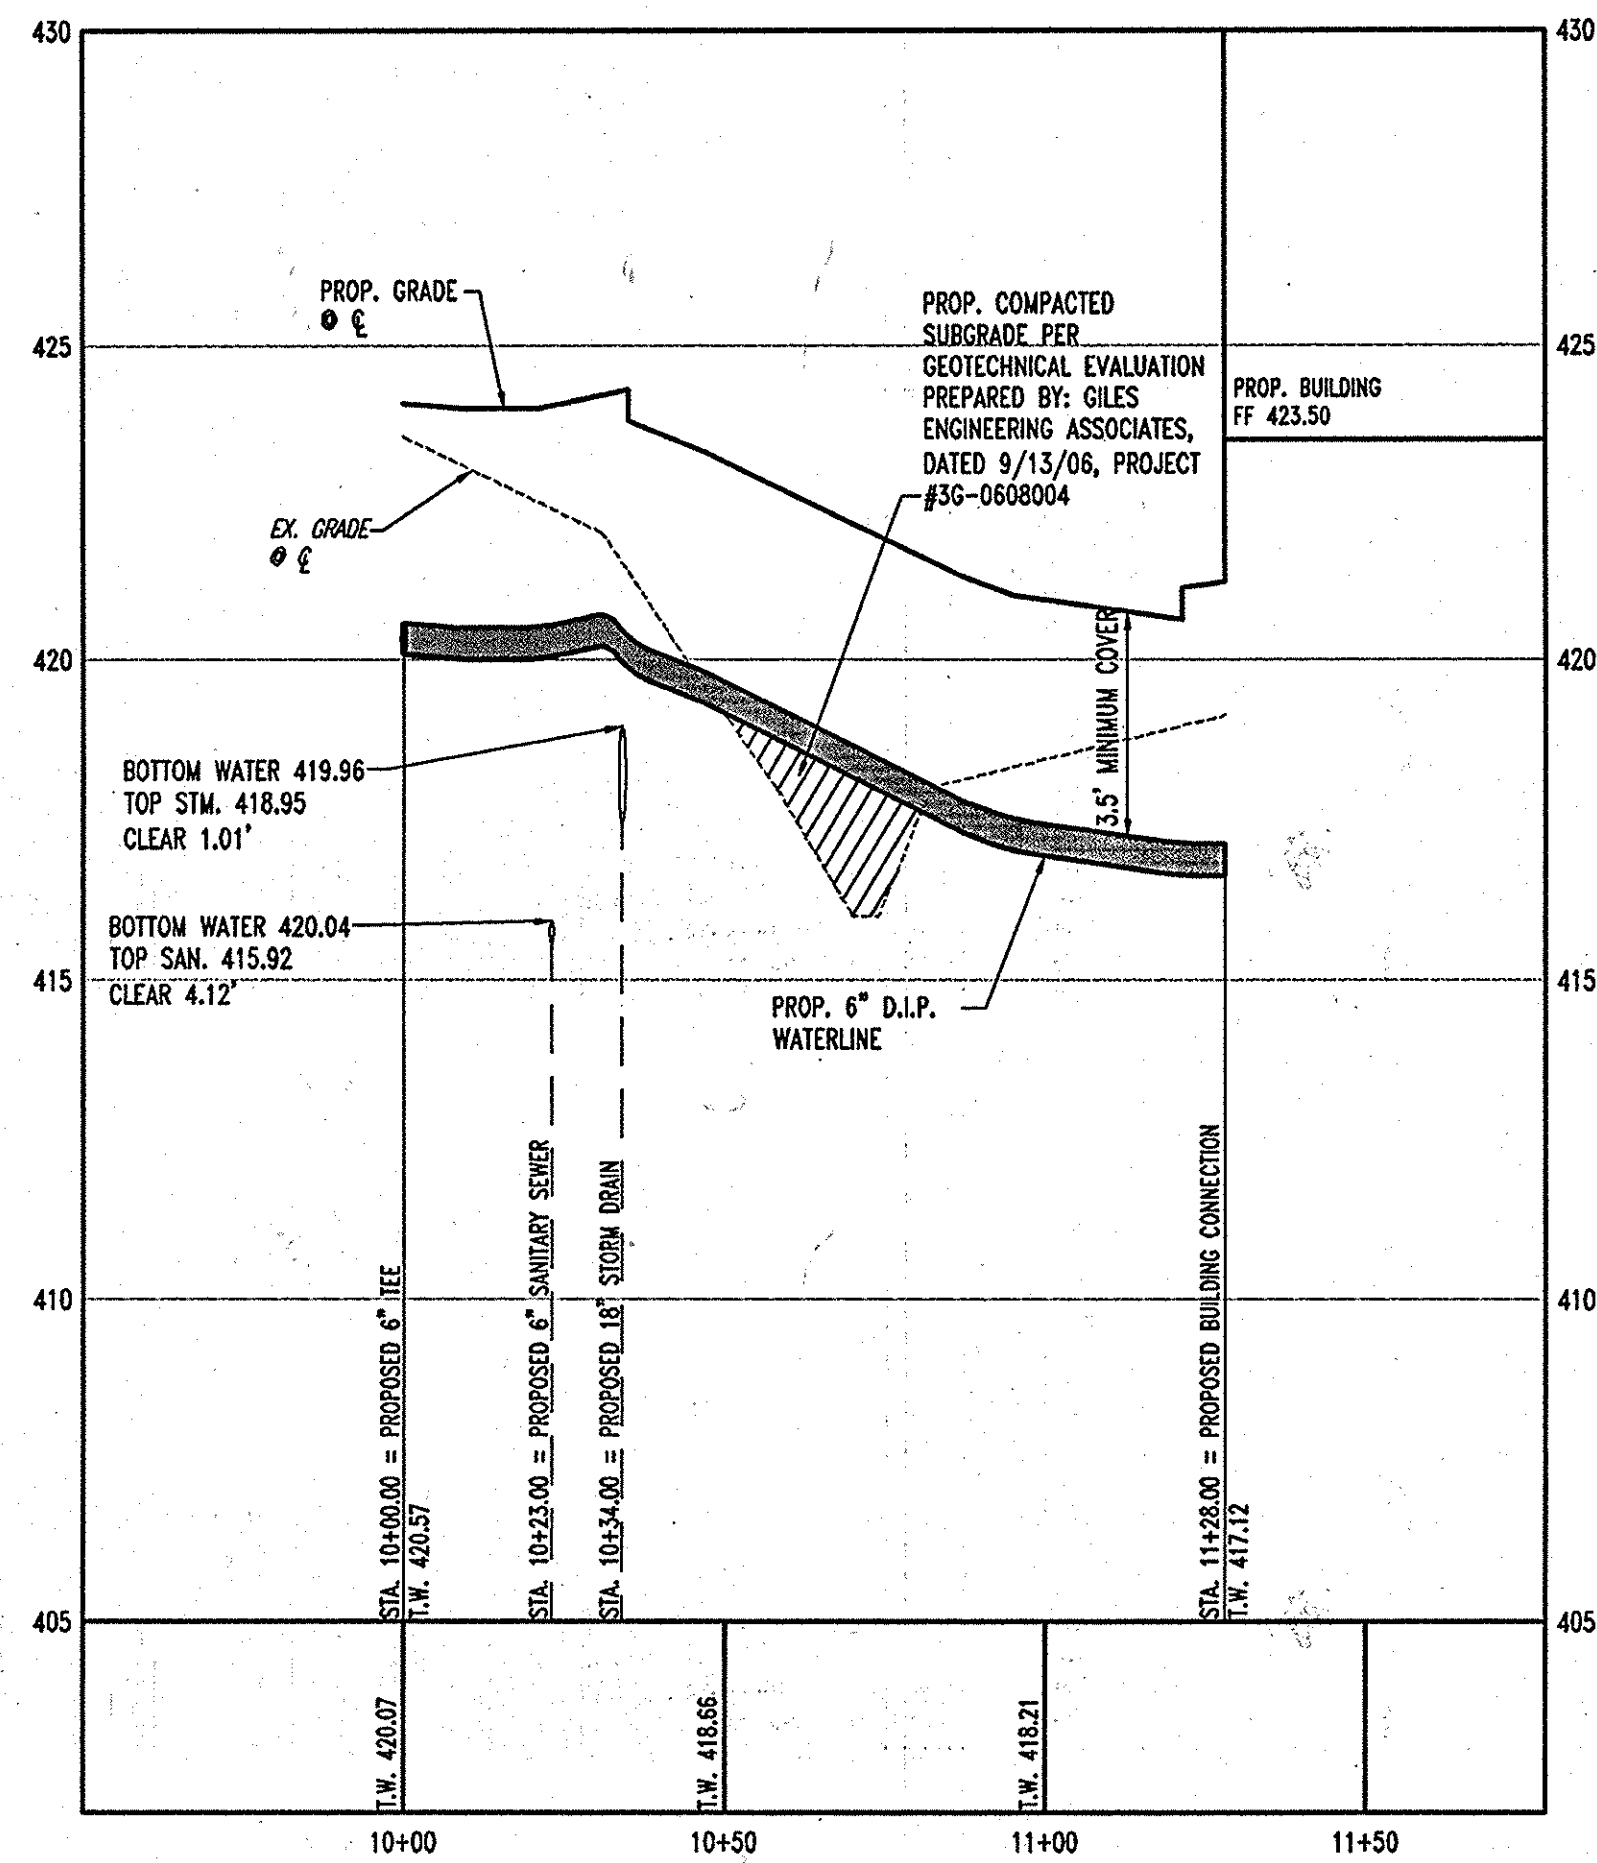 430
430
PROP. GRADE
@ ℄
PROP. COMPACTED
SUBGRADE PER
GEOTECHNICAL EVALUATION
PREPARED BY: GILES
ENGINEERING ASSOCIATES,
DATED 9/13/06, PROJECT
#3G-0608004
425
425
PROP. BUILDING
FF 423.50
EX. GRADE
@ ℄
420
420
3.5' MINIMUM COVER
BOTTOM WATER 419.96
TOP STM. 418.95
CLEAR 1.01'
BOTTOM WATER 420.04
TOP SAN. 415.92
CLEAR 4.12'
415
415
PROP. 6" D.I.P.
WATERLINE
410
410
STA. 10+00.00 = PROPOSED 6" TEE
T.W. 420.57
STA. 10+23.00 = PROPOSED 6" SANITARY SEWER
STA. 10+34.00 = PROPOSED 18" STORM DRAIN
STA. 11+28.00 = PROPOSED BUILDING CONNECTION
T.W. 417.12
405
405
T.W. 420.07
T.W. 418.66
T.W. 418.21
10+00
10+50
11+00
11+50